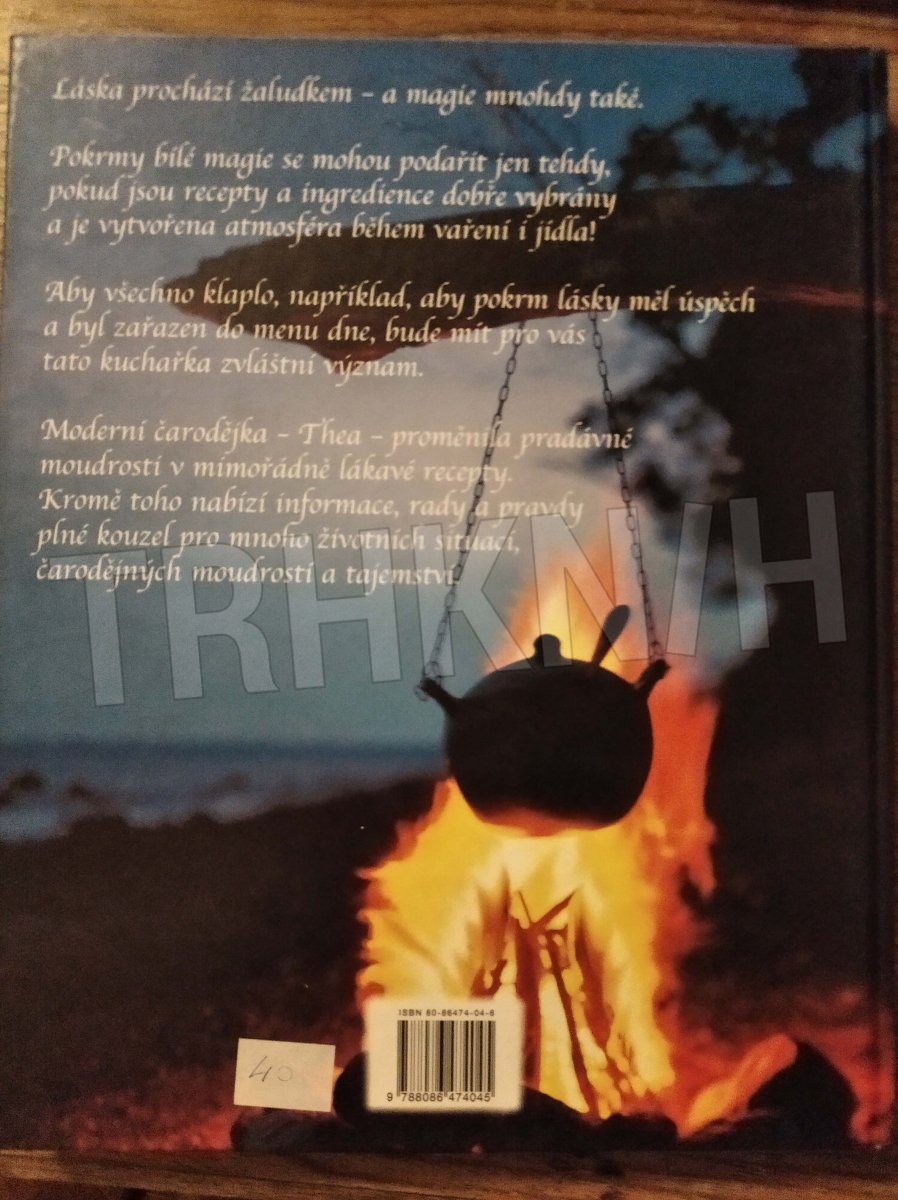 Láska prochází žaludkem – a magie mnohdy také.
Pokrmy bílé magie se mohou podařit jen tehdy,
pokud jsou recepty a ingredience dobře vybrány
a je vytvořena atmosféra během vaření i jídla!
Aby všechno klaplo, například, aby pokrm lásky měl úspěch
a byl zařazen do menu dne, bude mít pro vás
tato kuchařka zvláštní význam.
Moderní čarodějka – Thea – proměnila pradávné
moudrosti v mimořádně lákavé recepty.
Kromě toho nabízí informace, rady a pravdy
plné kouzel pro mnoho životních situací,
čarodějných moudrostí a tajemství.
TRHKNIH
ISBN 80-86474-04-6
9 788086 474045
40